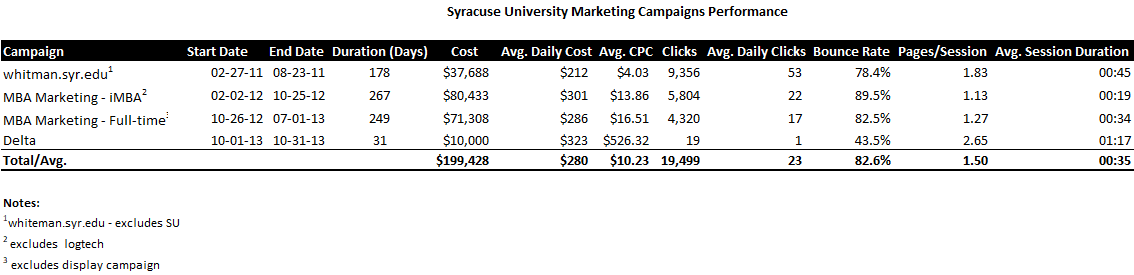 Syracuse University Marketing Campaigns Performance
Campaign Start Date End Date Duration (Days) Cost Avg. Daily Cost Avg. CPC Clicks Avg. Daily Clicks Bounce Rate Pages/Session Avg. Session Duration
whitman.syr.edu¹ 02-27-11 08-23-11 178 $37,688 $212 $4.03 9,356 53 78.4% 1.83 00:45
MBA Marketing - iMBA² 02-02-12 10-25-12 267 $80,433 $301 $13.86 5,804 22 89.5% 1.13 00:19
MBA Marketing - Full-time³ 10-26-12 07-01-13 249 $71,308 $286 $16.51 4,320 17 82.5% 1.27 00:34
Delta 10-01-13 10-31-13 31 $10,000 $323 $526.32 19 1 43.5% 2.65 01:17
Total/Avg. $199,428 $280 $10.23 19,499 23 82.6% 1.50 00:35
Notes:
¹whiteman.syr.edu - excludes SU
² excludes logtech
³ excludes display campaign